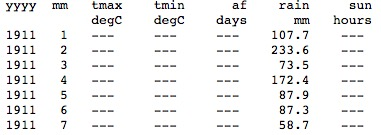 yyyy mm tmax tmin af rain sun
degC degC days mm hours
1911 1 --- --- --- 107.7 ---
1911 2 --- --- --- 233.6 ---
1911 3 --- --- --- 73.5 ---
1911 4 --- --- --- 172.4 ---
1911 5 --- --- --- 87.9 ---
1911 6 --- --- --- 87.3 ---
1911 7 --- --- --- 58.7 ---